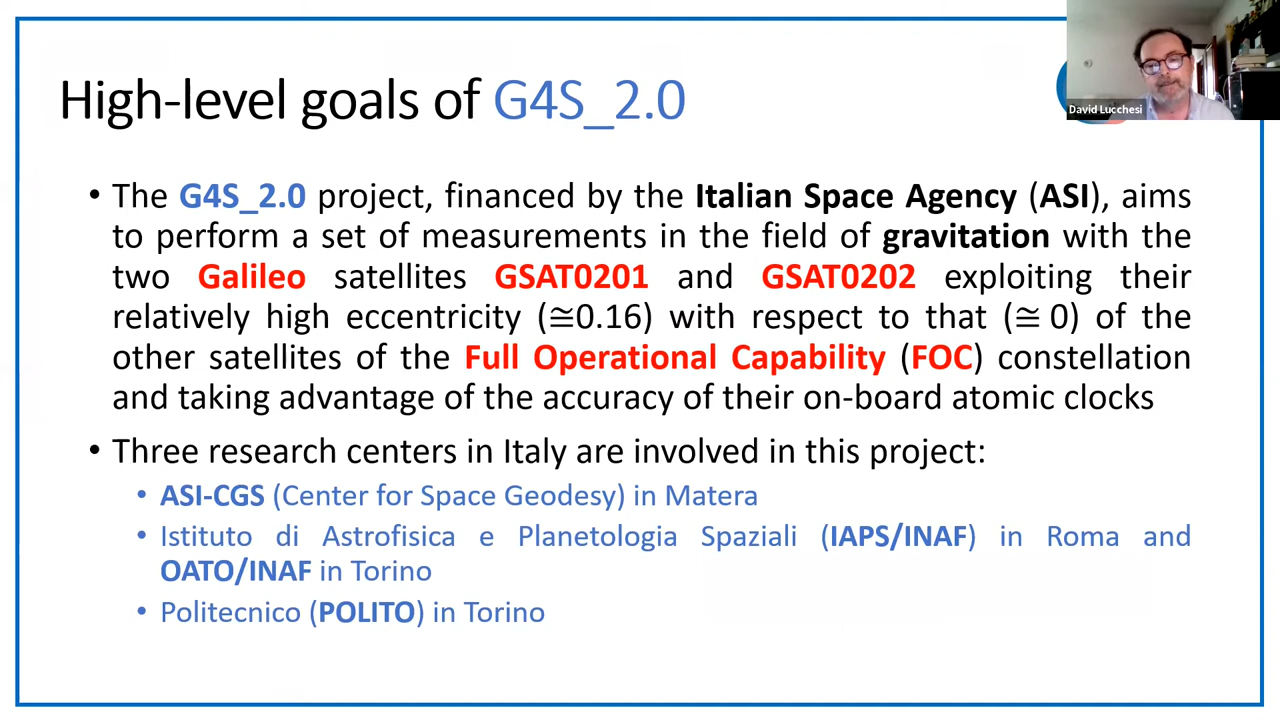 High-level goals of G4S_2.0
David Lucchesi
• The G4S_2.0 project, financed by the Italian Space Agency (ASI), aims
to perform a set of measurements in the field of gravitation with the
two Galileo satellites GSAT0201 and GSAT0202 exploiting their
relatively high eccentricity (≅0.16) with respect to that (≅ 0) of the
other satellites of the Full Operational Capability (FOC) constellation
and taking advantage of the accuracy of their on-board atomic clocks
• Three research centers in Italy are involved in this project:
• ASI-CGS (Center for Space Geodesy) in Matera
• Istituto di Astrofisica e Planetologia Spaziali (IAPS/INAF) in Roma and
OATO/INAF in Torino
• Politecnico (POLITO) in Torino